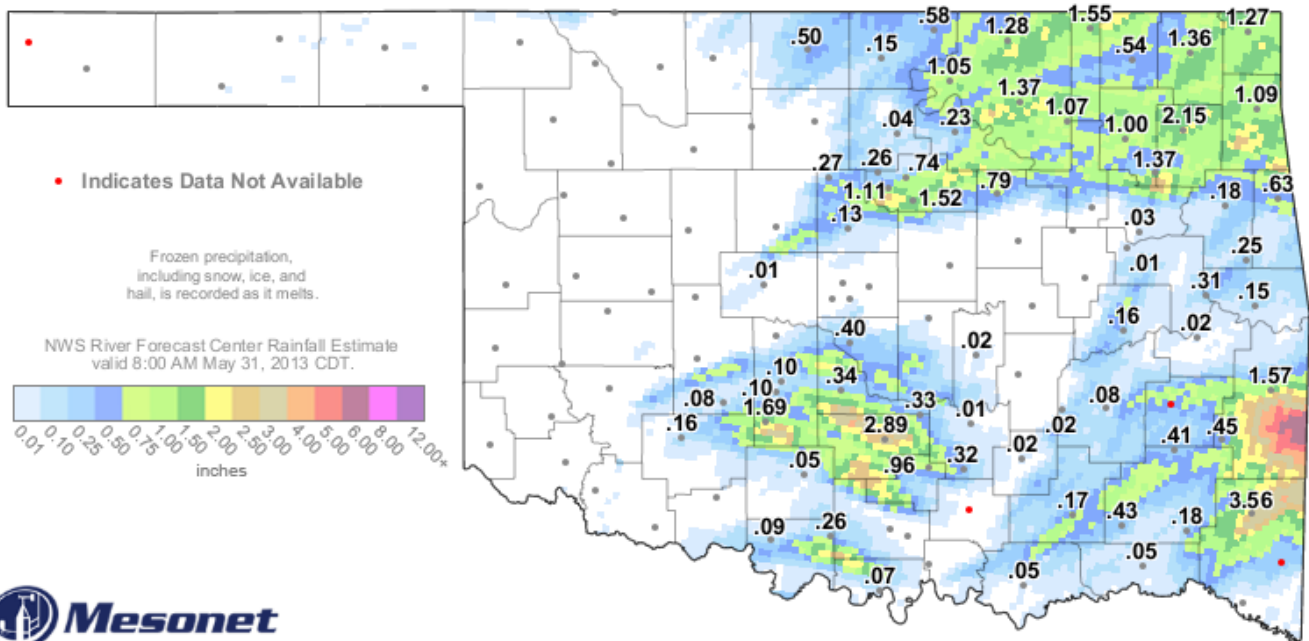 .58 1.28 1.55 1.27
.50 .15 .54 1.36
1.05
1.37 1.09
.04 .23 1.07 1.00 2.15
.27 .26 .74 1.37
• Indicates Data Not Available
1.11 1.52 .79 .18 .63
.13 .03
Frozen precipitation,
including snow, ice, and
hail, is recorded as it melts.
.25
.01 .01
.31 .15
.16 .02
NWS River Forecast Center Rainfall Estimate
valid 8:00 AM May 31, 2013 CDT.
.40 .02
.10 .34 1.57
.08 .10 .33 .01 .08
1.69
.16 2.89 .02 .41 .45
.02
0.01 0.10 0.25 0.50 0.75 1.00 1.50 2.00 2.50 3.00 4.00 5.00 6.00 8.00 12.00+
inches
.05 .96 .32
.17 .43 .18 3.56
.09 .26
.07 .05 .05
Mesonet